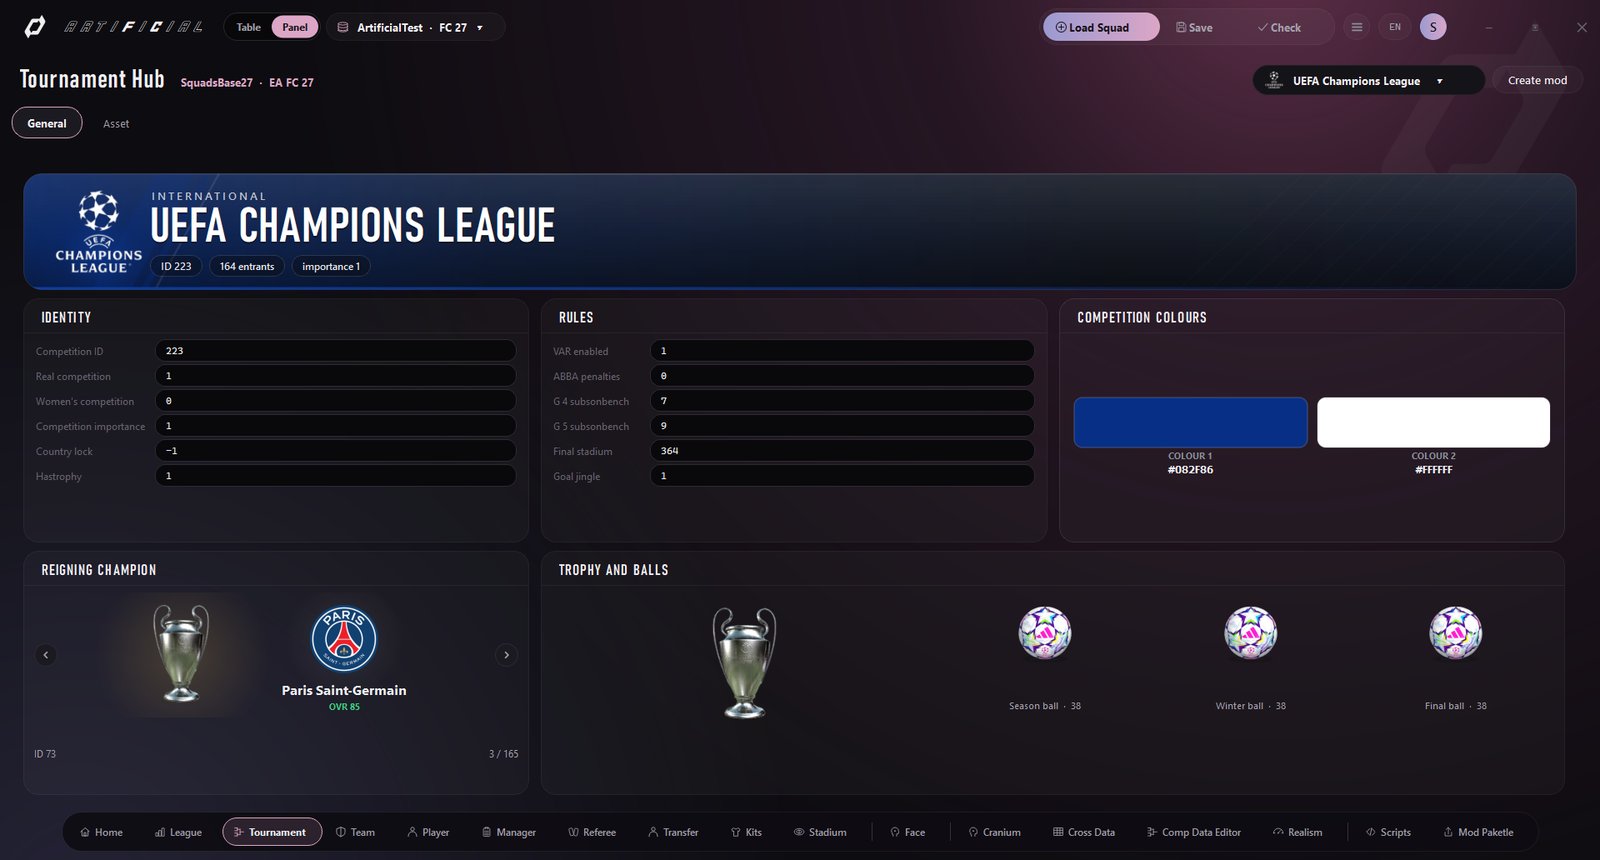 ARTIFICIAL
Table
Panel
ArtificialTest · FC 27
Load Squad
Save
Check
EN
S
Tournament Hub
SquadsBase27 · EA FC 27
UEFA Champions League
Create mod
General
Asset
UEFA
CHAMPIONS
LEAGUE
INTERNATIONAL
UEFA CHAMPIONS LEAGUE
ID 223
164 entrants
importance 1
IDENTITY
Competition ID 223
Real competition 1
Women's competition 0
Competition importance 1
Country lock -1
Hastrophy 1
RULES
VAR enabled 1
ABBA penalties 0
G 4 subsonbench 7
G 5 subsonbench 9
Final stadium 364
Goal jingle 1
COMPETITION COLOURS
COLOUR 1
#082F86
COLOUR 2
#FFFFFF
REIGNING CHAMPION
PARIS
SAINT-GERMAIN
Paris Saint-Germain
OVR 85
ID 73
3 / 165
TROPHY AND BALLS
Season ball · 38
Winter ball · 38
Final ball · 38
Home
League
Tournament
Team
Player
Manager
Referee
Transfer
Kits
Stadium
Face
Cranium
Cross Data
Comp Data Editor
Realism
Scripts
Mod Paketle